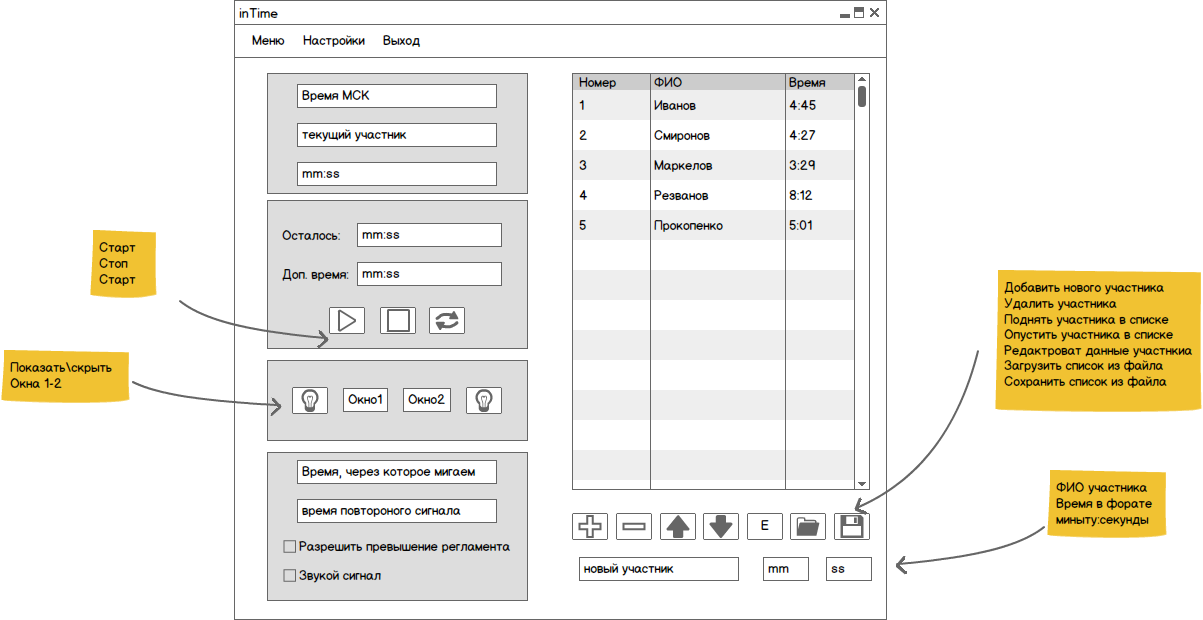 inTime
Меню Настройки Выход
Время МСК
текущий участник
mm:ss
Осталось: mm:ss
Доп. время: mm:ss
Окно1 Окно2
Время, через которое мигаем
время повтороного сигнала
Разрешить превышение регламента
Звукой сигнал
Номер ФИО Время
1 Иванов 4:45
2 Смиронов 4:27
3 Маркелов 3:29
4 Резванов 8:12
5 Прокопенко 5:01
E
новый участник mm ss
Старт
Стоп
Старт
Показать\скрыть
Окна 1-2
Добавить нового участника
Удалить участника
Поднять участника в списке
Опустить участника в списке
Редактроват данные участнкиа
Загрузить список из файла
Сохранить список из файла
ФИО участника
Время в форате
миныту:секунды